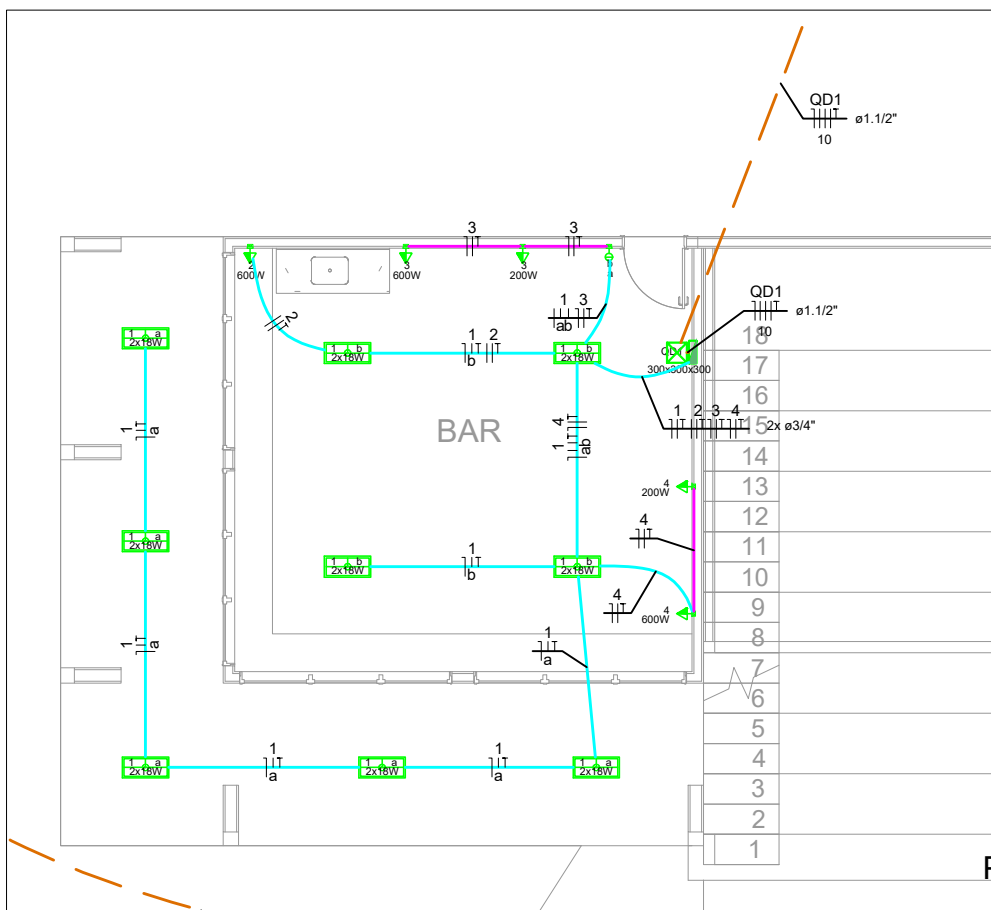 QD1
ø1.1/2"
10
3
3
2
600W
3
600W
3
200W
b
a
QD1
ø1.1/2"
10
1 3
ab
2
1 a
2x18W
1 b
2x18W
1 2
b
1 b
2x18W
QD1
300x300x300
18
17
16
15
14
13
12
11
10
9
8
7
6
5
4
3
2
1
1 2 3 4
2x ø3/4"
BAR
1
a
4
1
ab
4
200W
4
1 a
2x18W
1 b
2x18W
1
b
1 b
2x18W
4
4
600W
1
a
1
a
1 a
2x18W
1
a
1 a
2x18W
1
a
1 a
2x18W